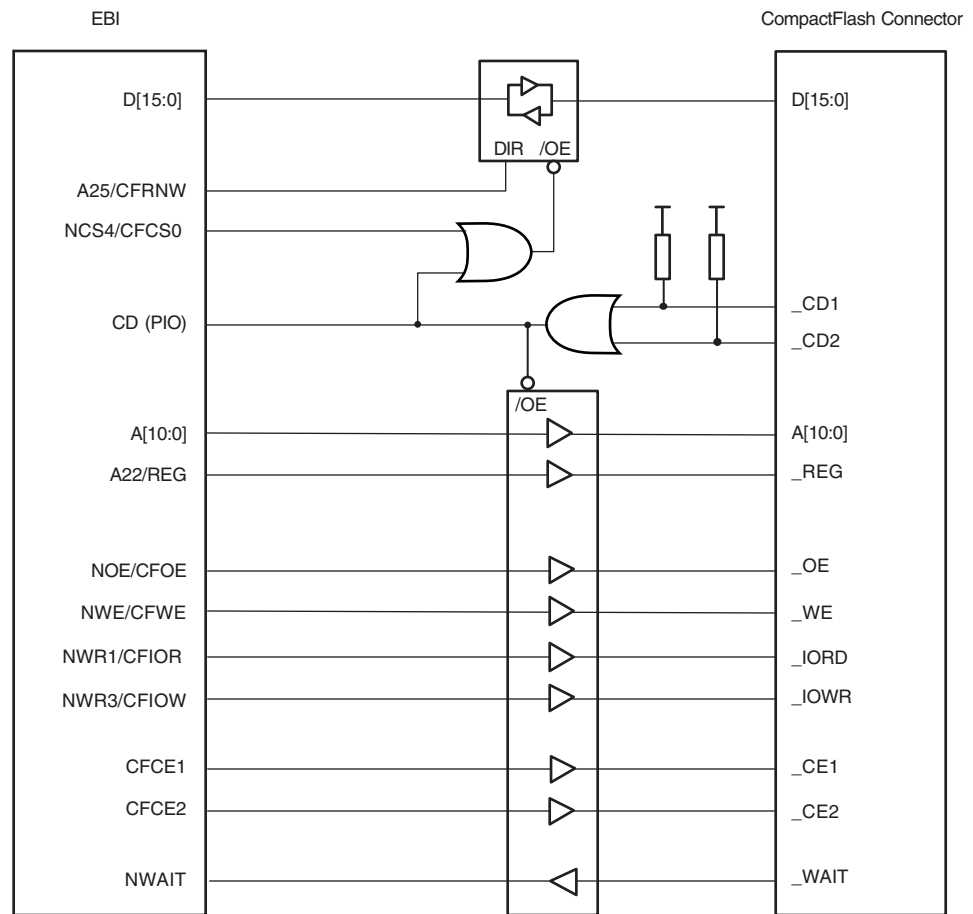 EBI
CompactFlash Connector
D[15:0]
D[15:0]
DIR /OE
A25/CFRNW
NCS4/CFCS0
_CD1
CD (PIO)
_CD2
/OE
A[10:0]
A[10:0]
A22/REG
_REG
NOE/CFOE
_OE
NWE/CFWE
_WE
NWR1/CFIOR
_IORD
NWR3/CFIOW
_IOWR
CFCE1
_CE1
CFCE2
_CE2
NWAIT
_WAIT